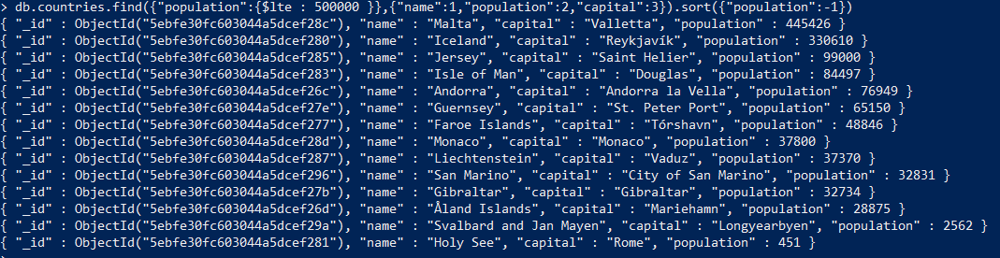 > db.countries.find({"population":{$lte : 500000 }},{"name":1,"population":2,"capital":3}).sort({"population":-1})
{ "_id" : ObjectId("5ebfe30fc603044a5dcef28c"), "name" : "Malta", "capital" : "Valletta", "population" : 445426 }
{ "_id" : ObjectId("5ebfe30fc603044a5dcef280"), "name" : "Iceland", "capital" : "Reykjavík", "population" : 330610 }
{ "_id" : ObjectId("5ebfe30fc603044a5dcef285"), "name" : "Jersey", "capital" : "Saint Helier", "population" : 99000 }
{ "_id" : ObjectId("5ebfe30fc603044a5dcef283"), "name" : "Isle of Man", "capital" : "Douglas", "population" : 84497 }
{ "_id" : ObjectId("5ebfe30fc603044a5dcef26c"), "name" : "Andorra", "capital" : "Andorra la Vella", "population" : 76949 }
{ "_id" : ObjectId("5ebfe30fc603044a5dcef27e"), "name" : "Guernsey", "capital" : "St. Peter Port", "population" : 65150 }
{ "_id" : ObjectId("5ebfe30fc603044a5dcef277"), "name" : "Faroe Islands", "capital" : "Tórshavn", "population" : 48846 }
{ "_id" : ObjectId("5ebfe30fc603044a5dcef28d"), "name" : "Monaco", "capital" : "Monaco", "population" : 37800 }
{ "_id" : ObjectId("5ebfe30fc603044a5dcef287"), "name" : "Liechtenstein", "capital" : "Vaduz", "population" : 37370 }
{ "_id" : ObjectId("5ebfe30fc603044a5dcef296"), "name" : "San Marino", "capital" : "City of San Marino", "population" : 32831 }
{ "_id" : ObjectId("5ebfe30fc603044a5dcef27b"), "name" : "Gibraltar", "capital" : "Gibraltar", "population" : 32734 }
{ "_id" : ObjectId("5ebfe30fc603044a5dcef26d"), "name" : "Åland Islands", "capital" : "Mariehamn", "population" : 28875 }
{ "_id" : ObjectId("5ebfe30fc603044a5dcef29a"), "name" : "Svalbard and Jan Mayen", "capital" : "Longyearbyen", "population" : 2562 }
{ "_id" : ObjectId("5ebfe30fc603044a5dcef281"), "name" : "Holy See", "capital" : "Rome", "population" : 451 }